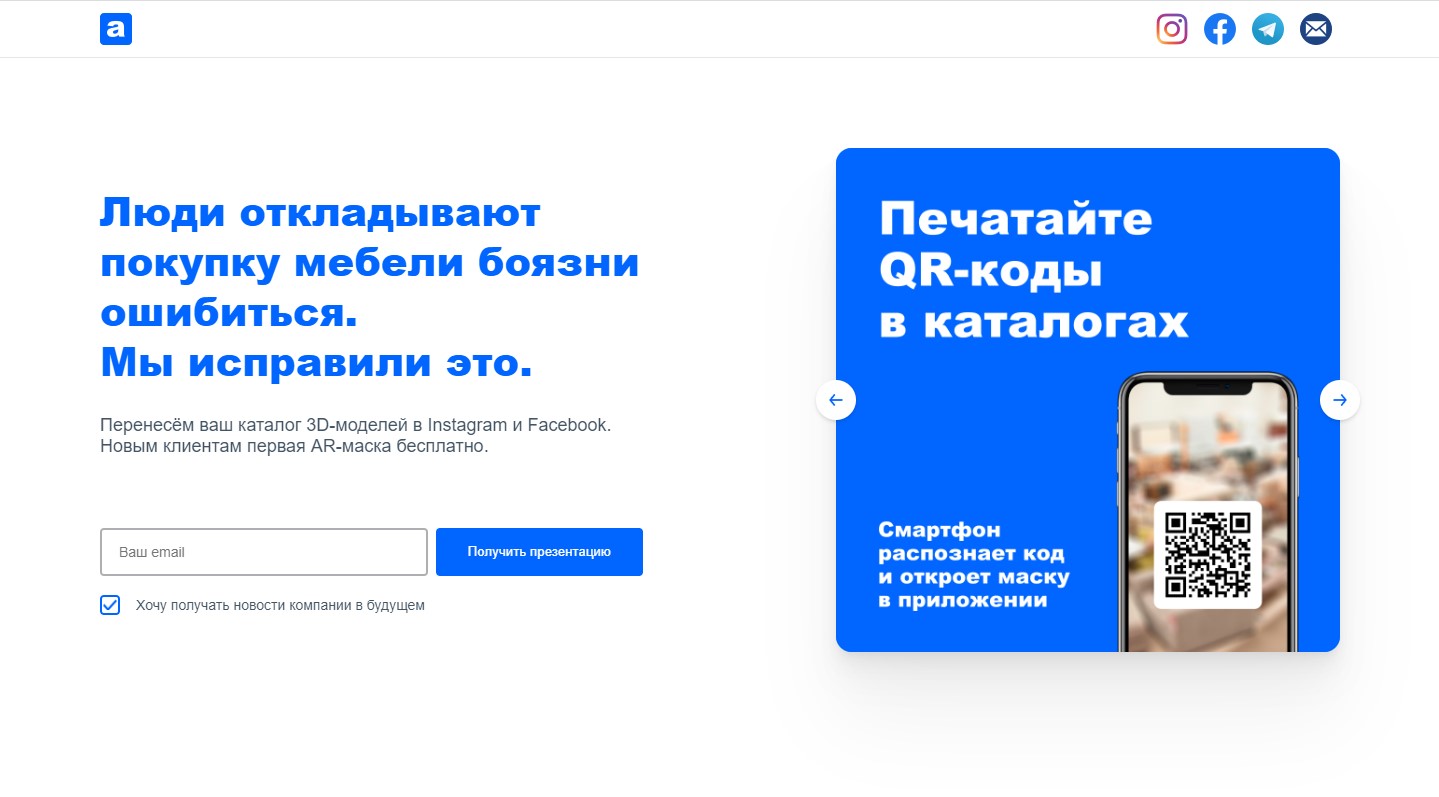 a
Люди откладывают
покупку мебели боязни
ошибиться.
Мы исправили это.
Перенесём ваш каталог 3D-моделей в Instagram и Facebook.
Новым клиентам первая AR-маска бесплатно.
Ваш email
Получить презентацию
Хочу получать новости компании в будущем
Печатайте
QR-коды
в каталогах
Смартфон
распознает код
и откроет маску
в приложении